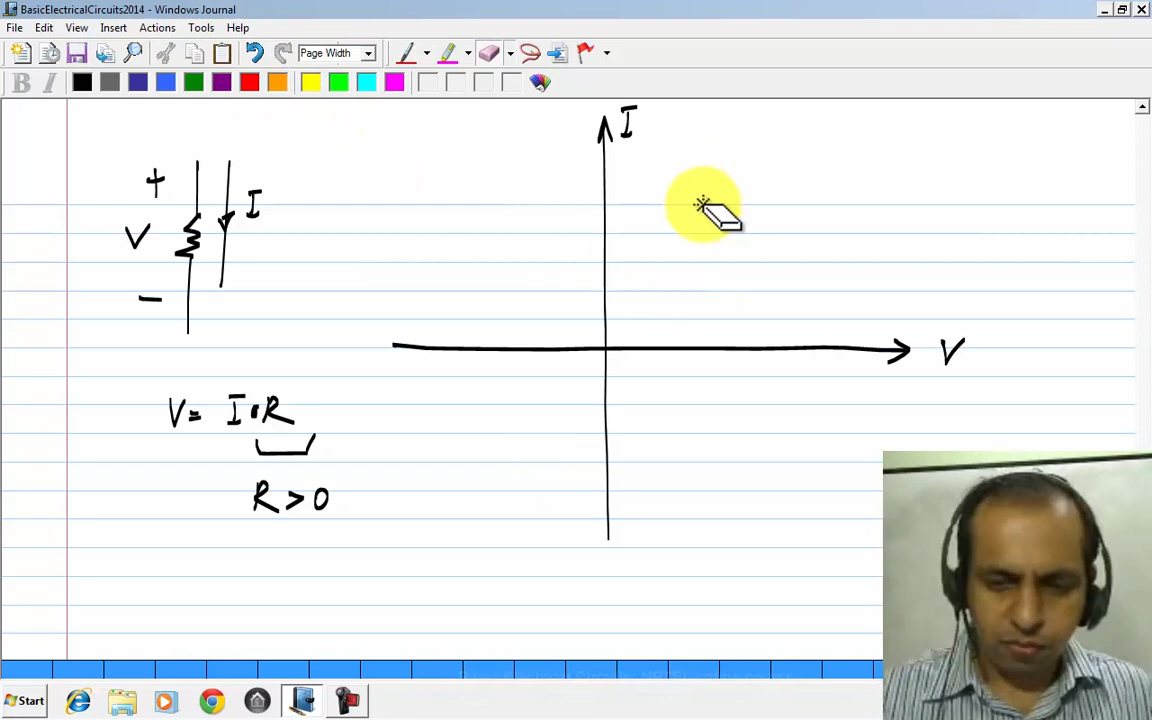 BasicElectricalCircuits2014 - Windows Journal
File Edit View Insert Actions Tools Help
Page Width
B I
I
+
I
V
−
V
V = I • R
R > 0
Start